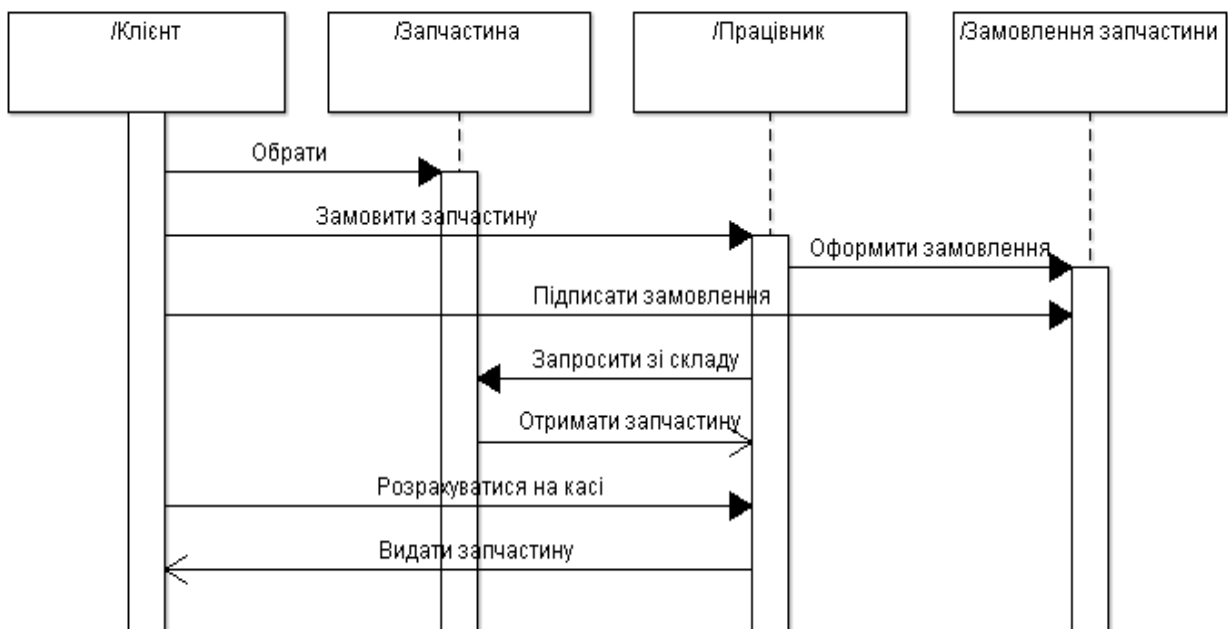 /Клієнт
/Запчастина
/Працівник
/Замовлення запчастини
Обрати
Замовити запчастину
Оформити замовлення
Підписати замовлення
Запросити зі складу
Отримати запчастину
Розрахуватися на касі
Видати запчастину